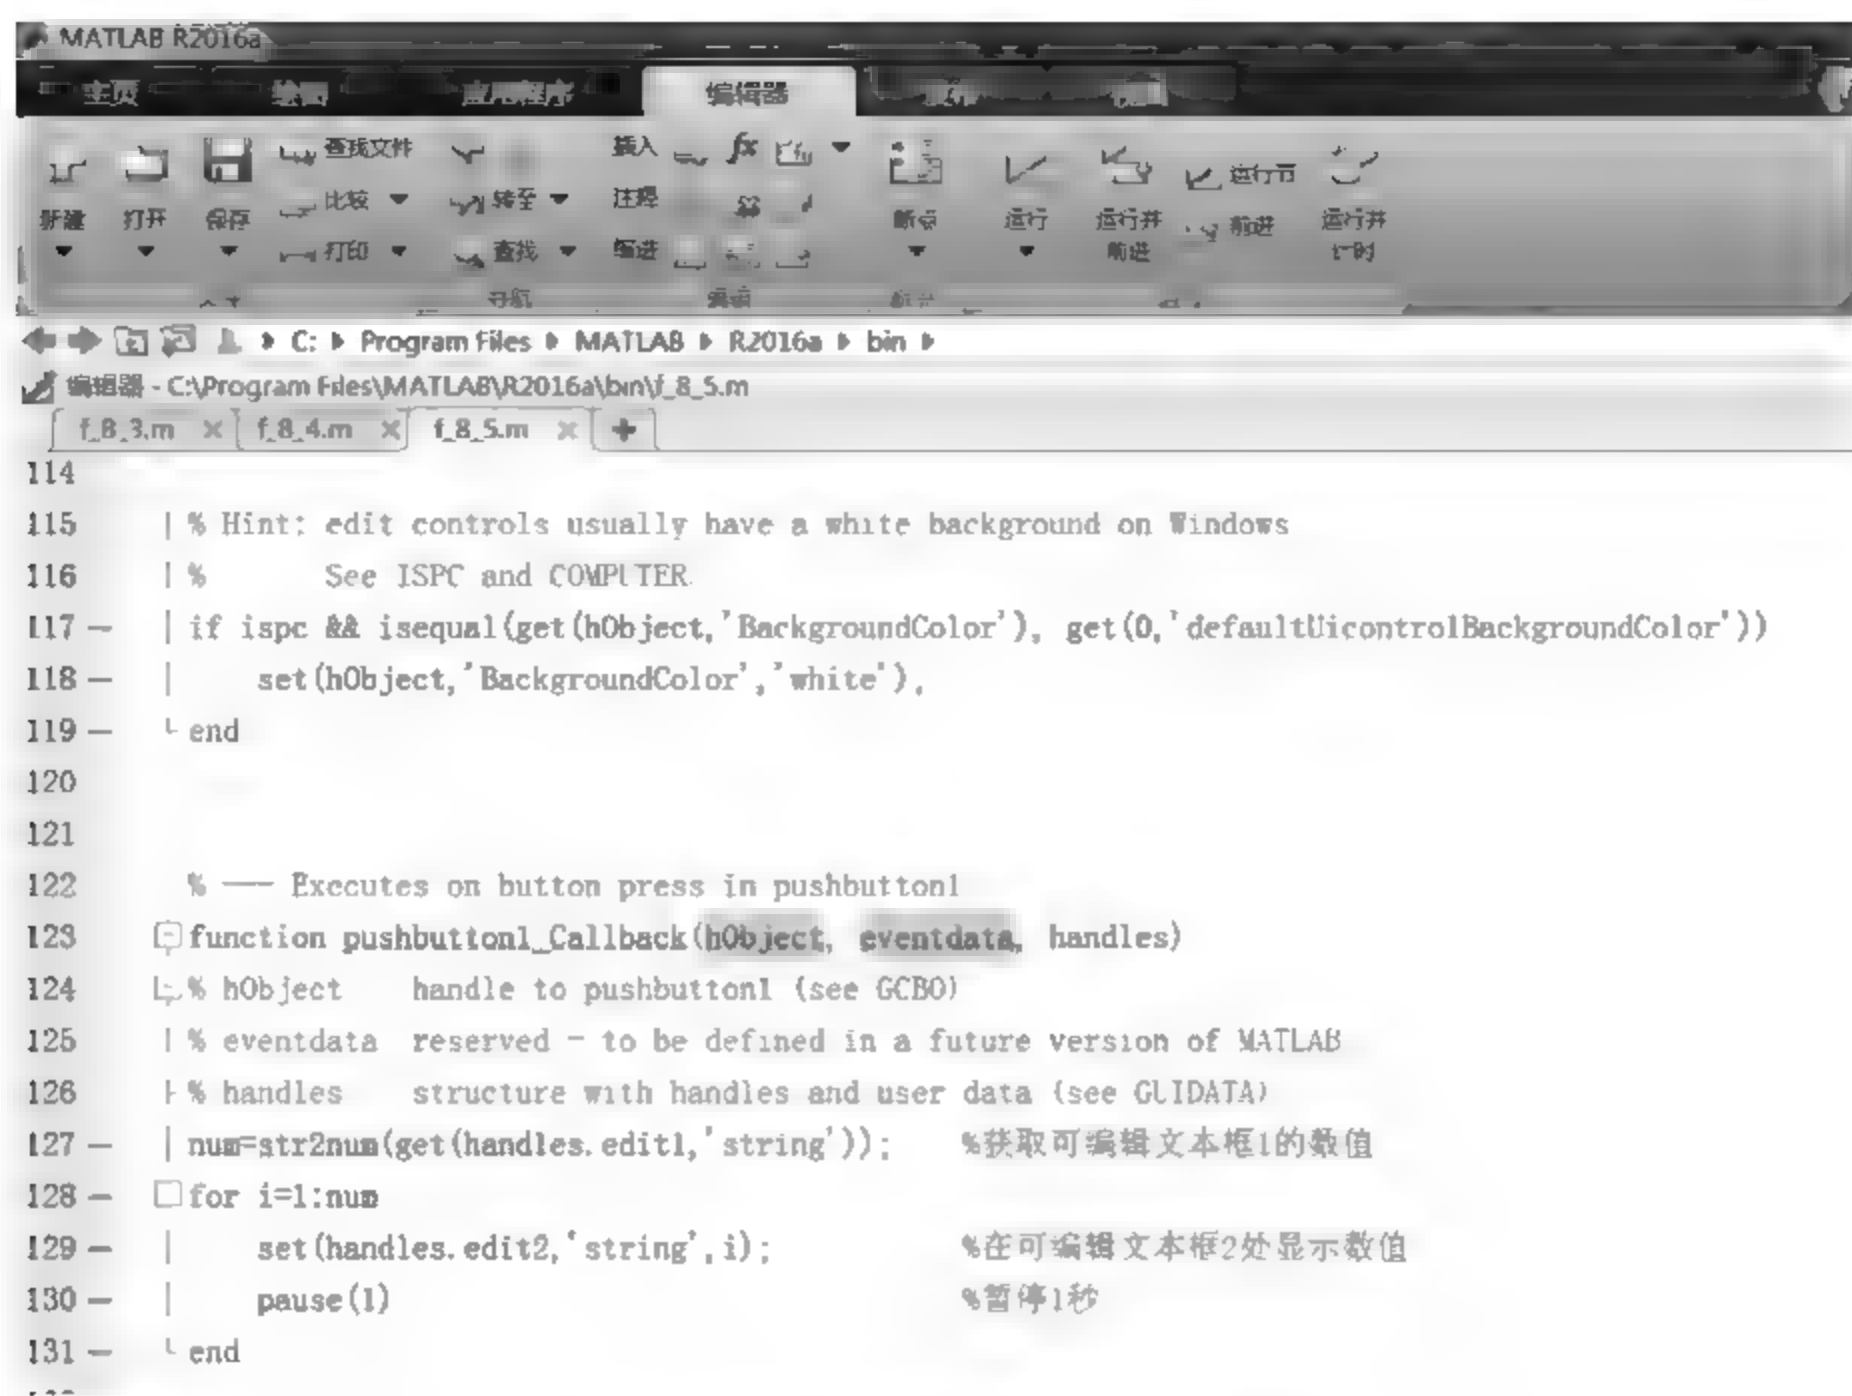 MATLAB R2016a
主页 绘图 应用程序 编辑器
查找文件 插入 fx
新建 打开 保存 比较 转至 注释 断点 运行 运行并前进 运行节 前进 运行并计时
打印 查找 缩进
导航 编辑
C: Program Files MATLAB R2016a bin
编辑器 - C:\Program Files\MATLAB\R2016a\bin\f_8_5.m
f_8_3.m × f_8_4.m × f_8_5.m × +
114
115 % Hint: edit controls usually have a white background on Windows
116 % See ISPC and COMPUTER.
117 — if ispc && isequal(get(hObject,'BackgroundColor'), get(0,'defaultUicontrolBackgroundColor'))
118 — set(hObject,'BackgroundColor','white');
119 — end
120
121
122 % --- Executes on button press in pushbutton1
123 function pushbutton1_Callback(hObject, eventdata, handles)
124 % hObject handle to pushbutton1 (see GCBO)
125 % eventdata reserved - to be defined in a future version of MATLAB
126 % handles structure with handles and user data (see GUIDATA)
127 — num=str2num(get(handles.edit1,'string')); %获取可编辑文本框1的数值
128 — for i=1:num
129 — set(handles.edit2,'string',i); %在可编辑文本框2处显示数值
130 — pause(1) %暂停1秒
131 — end